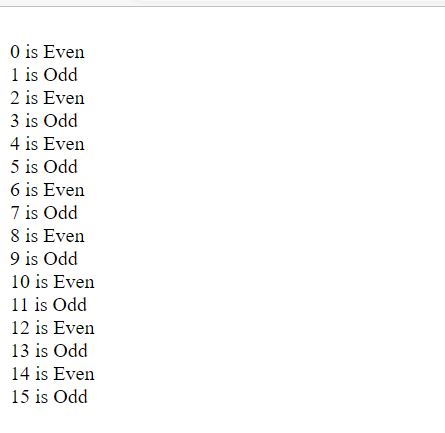 0 is Even
1 is Odd
2 is Even
3 is Odd
4 is Even
5 is Odd
6 is Even
7 is Odd
8 is Even
9 is Odd
10 is Even
11 is Odd
12 is Even
13 is Odd
14 is Even
15 is Odd